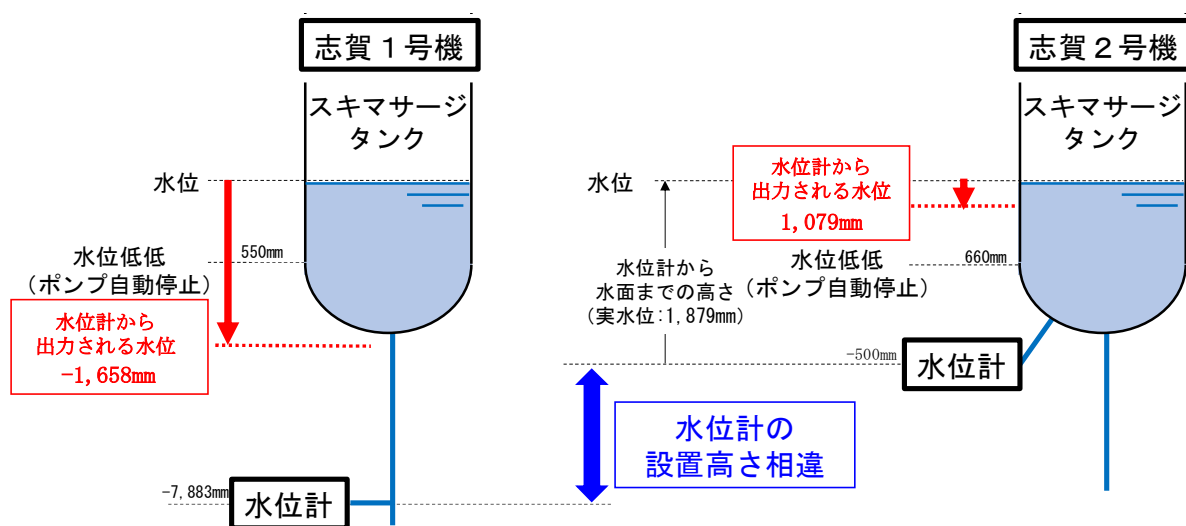 志賀１号機
スキマサージ
タンク
水位
550mm
水位低低
（ポンプ自動停止）
水位計から
出力される水位
-1,658mm
-7,883mm
水位計
志賀２号機
スキマサージ
タンク
水位
水位計から
出力される水位
1,079mm
水位計から
水面までの高さ
（実水位:1,879mm）
水位低低
（ポンプ自動停止）
660mm
-500mm
水位計
水位計の
設置高さ相違